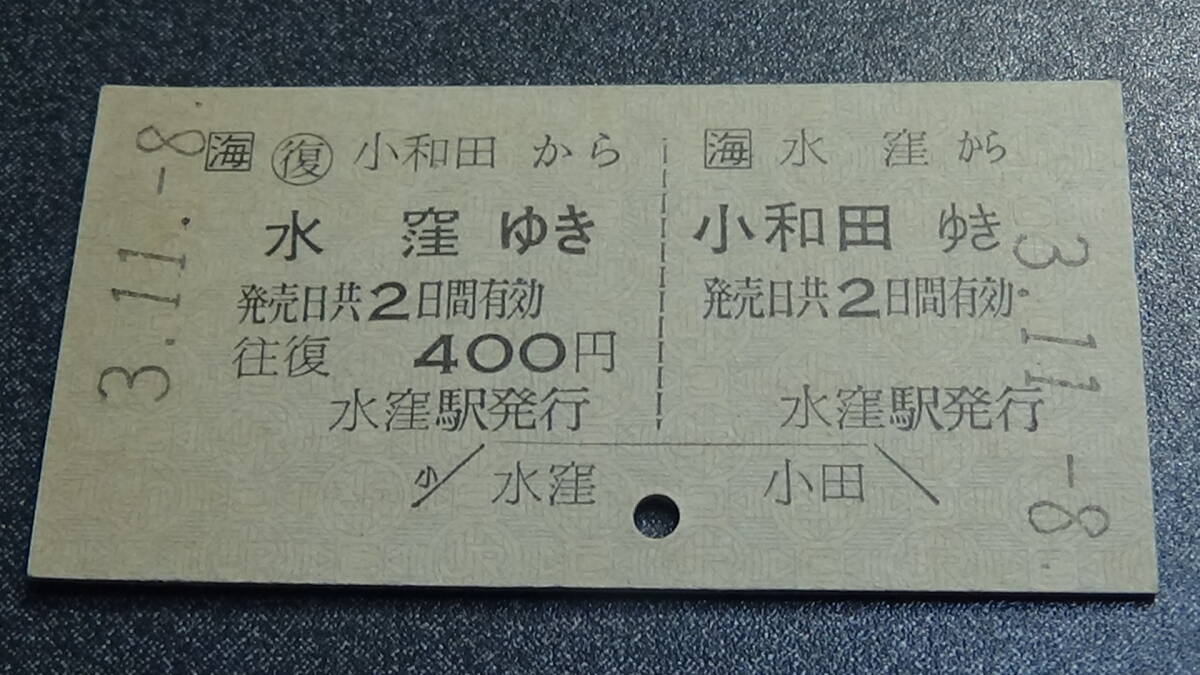 3.11.-8
海 復 小和田 から
水 窪 ゆき
発売日共2日間有効
往復 400円
水窪駅発行
小 水窪
海 水 窪 から
小和田 ゆき
発売日共2日間有効
水窪駅発行
小田
3.11.-8